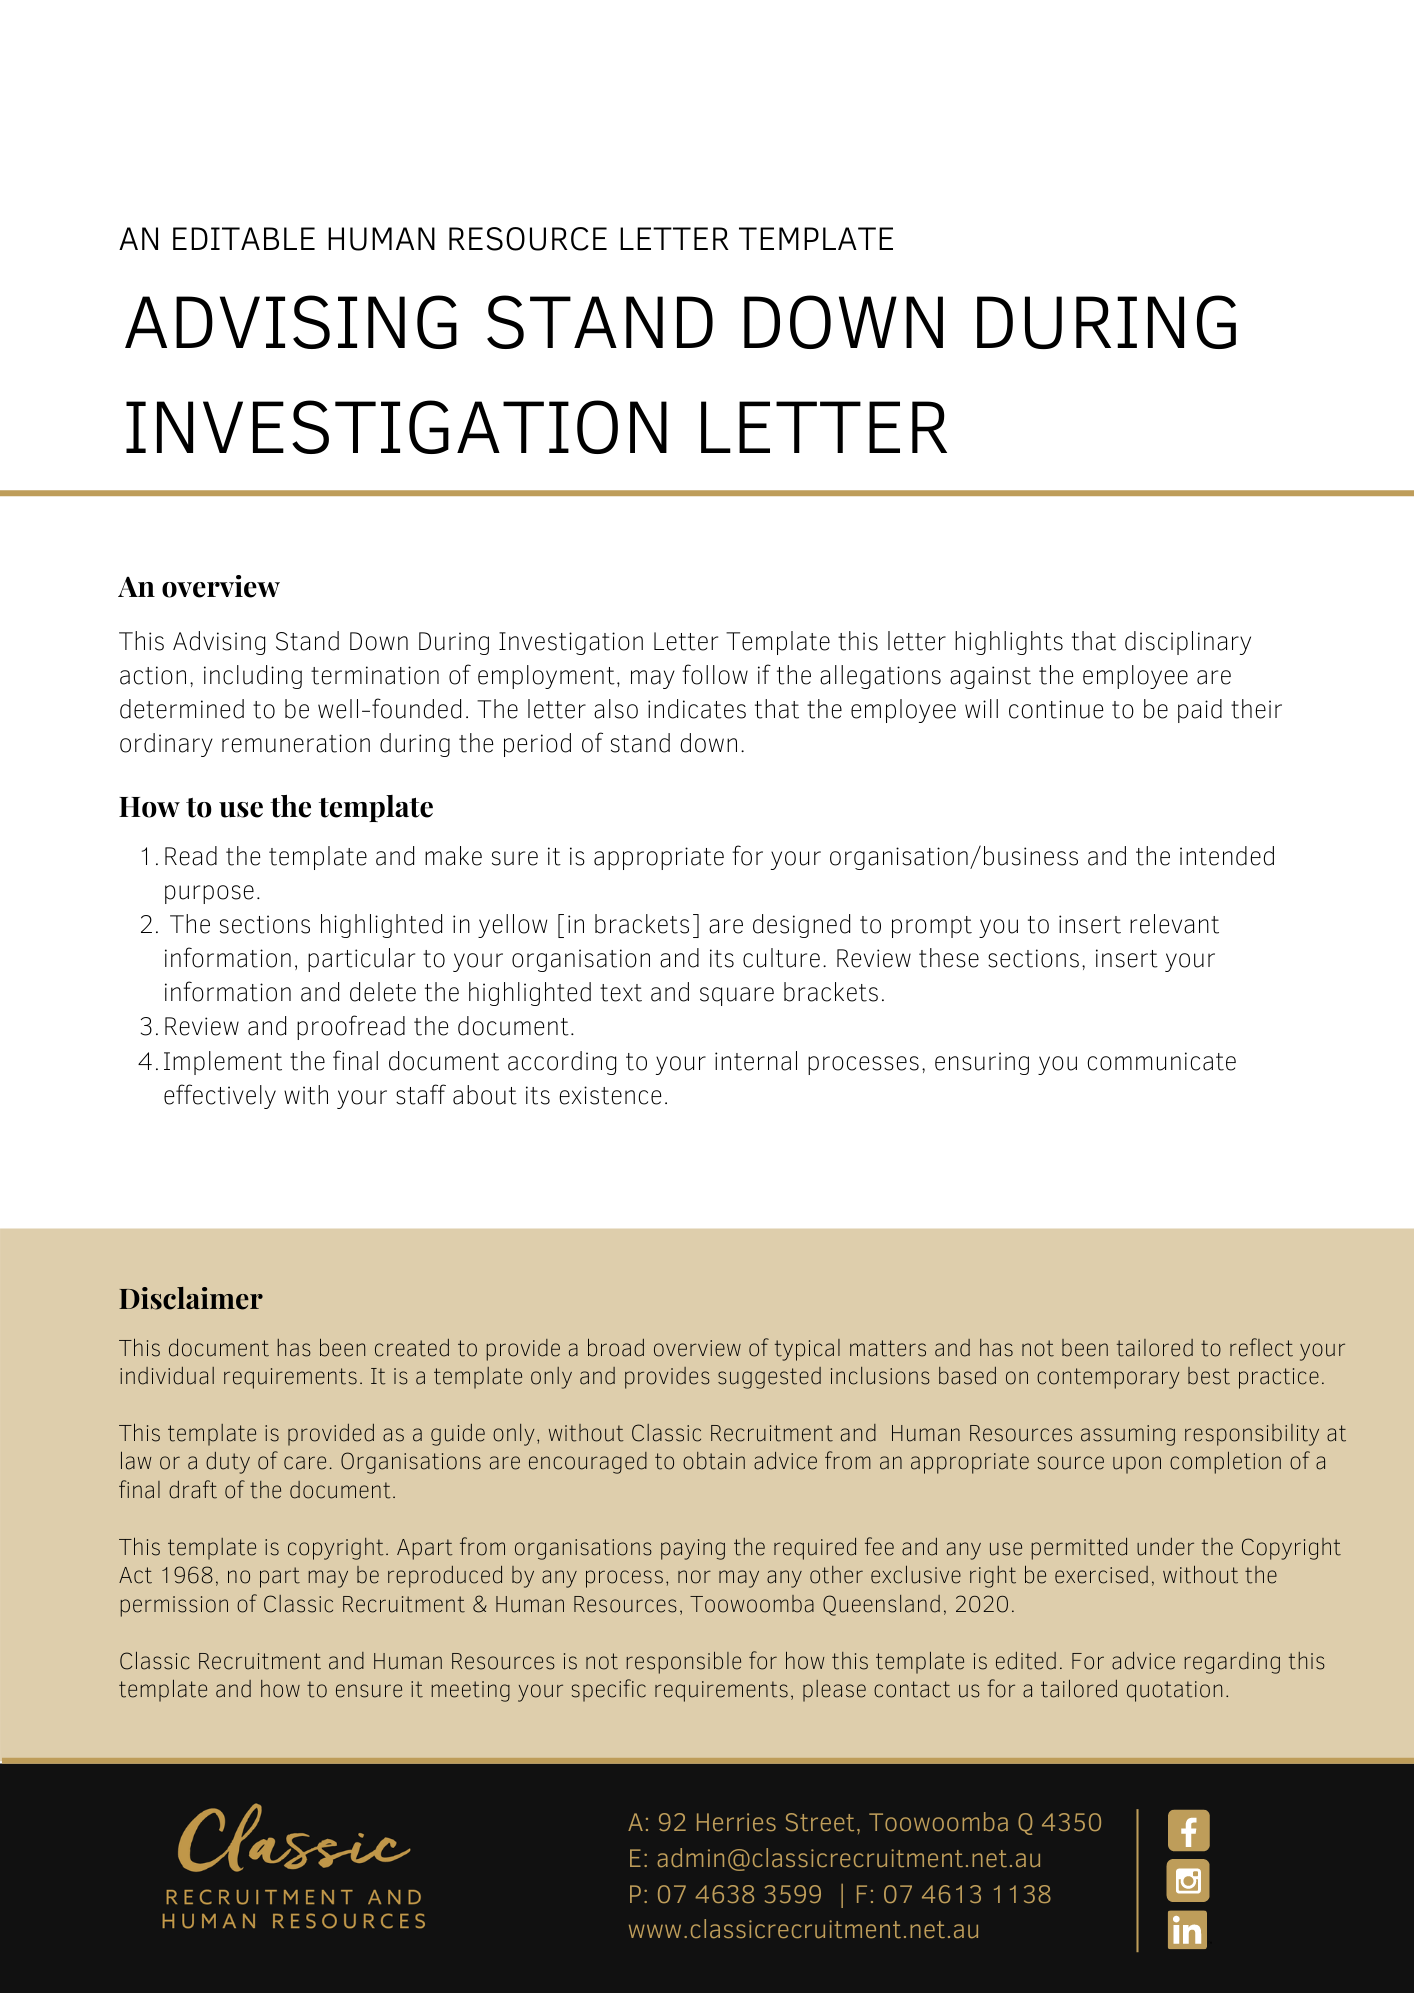 AN EDITABLE HUMAN RESOURCE LETTER TEMPLATE
ADVISING STAND DOWN DURING
INVESTIGATION LETTER
An overview
This Advising Stand Down During Investigation Letter Template this letter highlights that disciplinary
action, including termination of employment, may follow if the allegations against the employee are
determined to be well-founded. The letter also indicates that the employee will continue to be paid their
ordinary remuneration during the period of stand down.
How to use the template
1. Read the template and make sure it is appropriate for your organisation/business and the intended
purpose.
2. The sections highlighted in yellow [in brackets] are designed to prompt you to insert relevant
information, particular to your organisation and its culture. Review these sections, insert your
information and delete the highlighted text and square brackets.
3. Review and proofread the document.
4. Implement the final document according to your internal processes, ensuring you communicate
effectively with your staff about its existence.
Disclaimer
This document has been created to provide a broad overview of typical matters and has not been tailored to reflect your
individual requirements. It is a template only and provides suggested inclusions based on contemporary best practice.
This template is provided as a guide only, without Classic Recruitment and Human Resources assuming responsibility at
law or a duty of care. Organisations are encouraged to obtain advice from an appropriate source upon completion of a
final draft of the document.
This template is copyright. Apart from organisations paying the required fee and any use permitted under the Copyright
Act 1968, no part may be reproduced by any process, nor may any other exclusive right be exercised, without the
permission of Classic Recruitment & Human Resources, Toowoomba Queensland, 2020.
Classic Recruitment and Human Resources is not responsible for how this template is edited. For advice regarding this
template and how to ensure it meeting your specific requirements, please contact us for a tailored quotation.
Classic
RECRUITMENT AND
HUMAN RESOURCES
A: 92 Herries Street, Toowoomba Q 4350
E: admin@classicrecruitment.net.au
P: 07 4638 3599 | F: 07 4613 1138
www.classicrecruitment.net.au
f
in